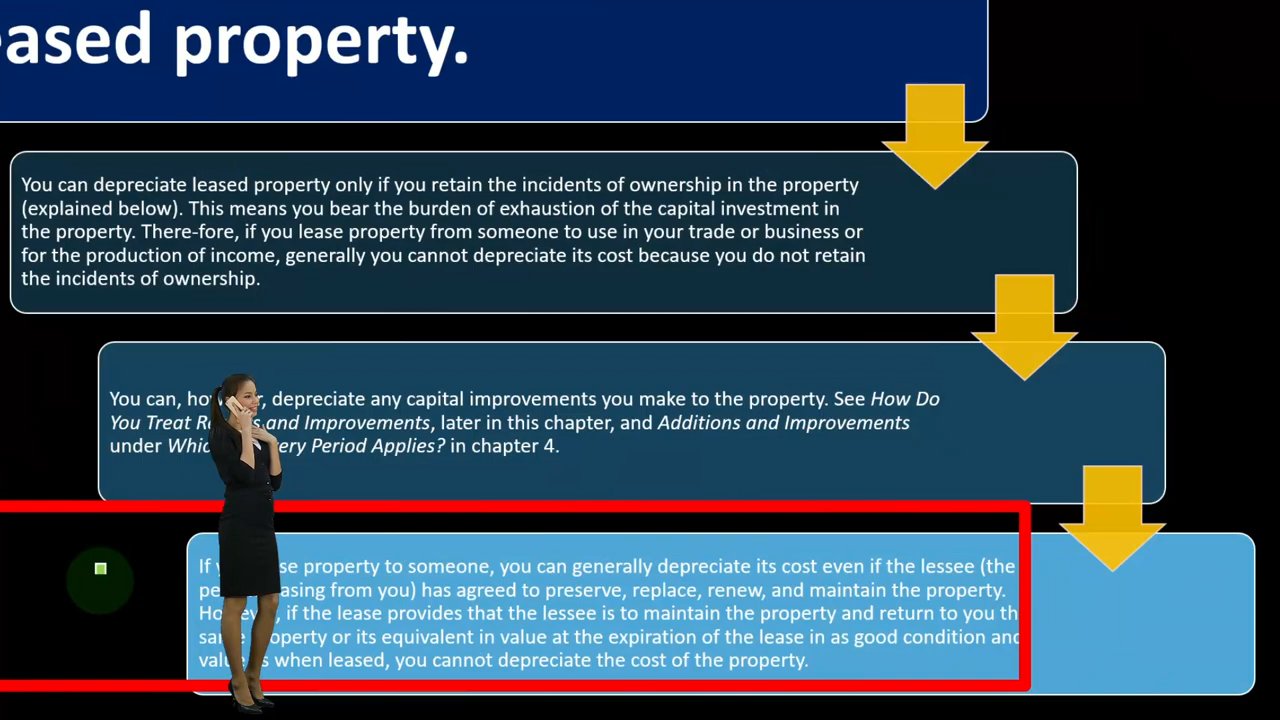 eased property.
You can depreciate leased property only if you retain the incidents of ownership in the property
(explained below). This means you bear the burden of exhaustion of the capital investment in
the property. There-fore, if you lease property from someone to use in your trade or business or
for the production of income, generally you cannot depreciate its cost because you do not retain
the incidents of ownership.
You can, how , depreciate any capital improvements you make to the property. See How Do
You Treat R s and Improvements, later in this chapter, and Additions and Improvements
under Whic ery Period Applies? in chapter 4.
If y se property to someone, you can generally depreciate its cost even if the lessee (the
pe asing from you) has agreed to preserve, replace, renew, and maintain the property.
However, if the lease provides that the lessee is to maintain the property and return to you th
same property or its equivalent in value at the expiration of the lease in as good condition and
value as when leased, you cannot depreciate the cost of the property.